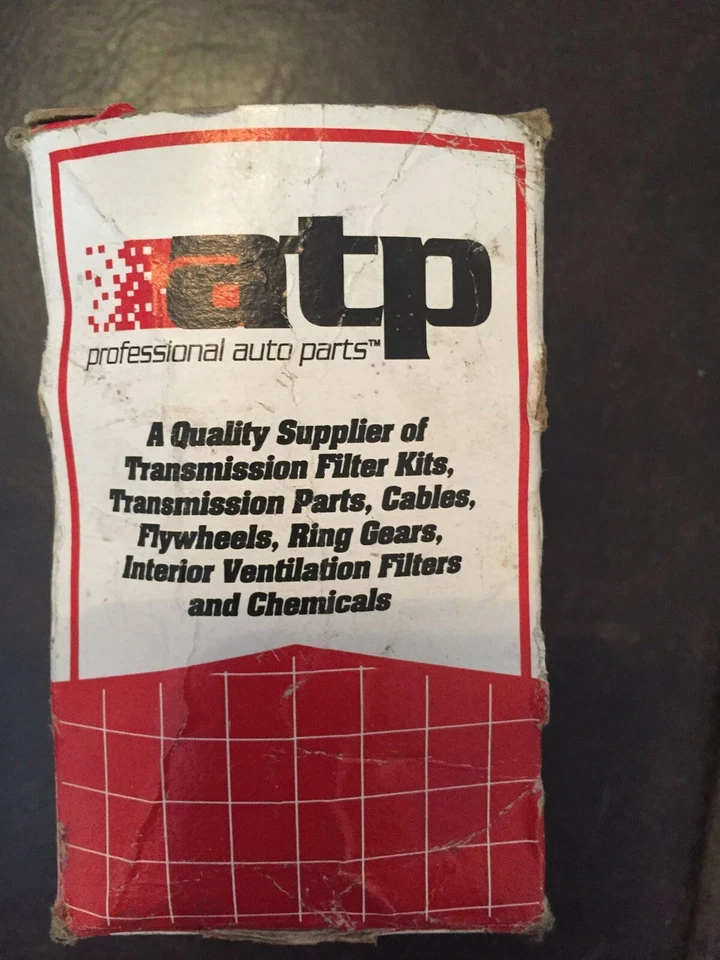 atp
professional auto parts™
A Quality Supplier of
Transmission Filter Kits,
Transmission Parts, Cables,
Flywheels, Ring Gears,
Interior Ventilation Filters
and Chemicals